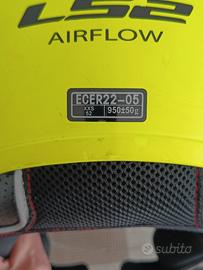 LS2
AIRFLOW
ECER22-05
XXS
52
950±50g
subito